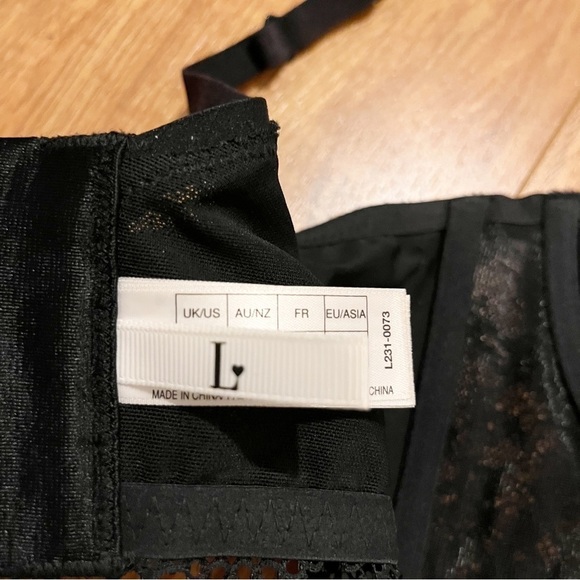 UK/US AU/NZ FR EU/ASIA
L231-0073
L
MADE IN CHINA
CHINA